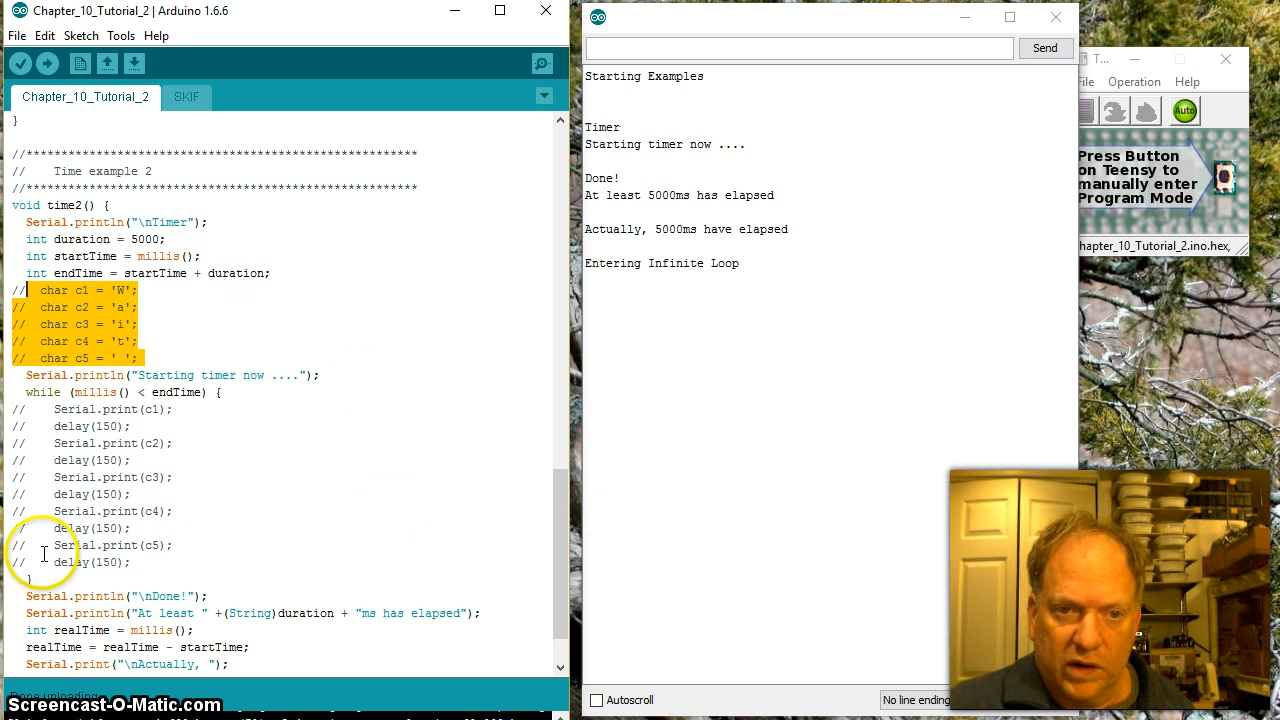 Chapter_10_Tutorial_2 | Arduino 1.6.6
File Edit Sketch Tools Help
Chapter_10_Tutorial_2 SKIF
}
//********************************************************
//    Time example 2
//********************************************************
void time2() {
Serial.println("\nTimer");
int duration = 5000;
int startTime = millis();
int endTime = startTime + duration;
//  char c1 = 'W';
//  char c2 = 'a';
//  char c3 = 'i';
//  char c4 = 't';
//  char c5 = ' ';
Serial.println("Starting timer now ....");
while (millis() < endTime) {
//    Serial.print(c1);
//    delay(150);
//    Serial.print(c2);
//    delay(150);
//    Serial.print(c3);
//    delay(150);
//    Serial.print(c4);
//    delay(150);
//    Serial.print(c5);
//    delay(150);
}
Serial.println("\nDone!");
Serial.println("At least " +(String)duration + "ms has elapsed");
int realTime = millis();
realTime = realTime - startTime;
Serial.print("\nActually, ");
Done uploading.
Screencast-O-Matic.com
Send
Starting Examples
Timer
Starting timer now ....
Done!
At least 5000ms has elapsed
Actually, 5000ms have elapsed
Entering Infinite Loop
Autoscroll
No line ending
T...
File Operation Help
Auto
Press Button
on Teensy to
manually enter
Program Mode
hapter_10_Tutorial_2.ino.hex,